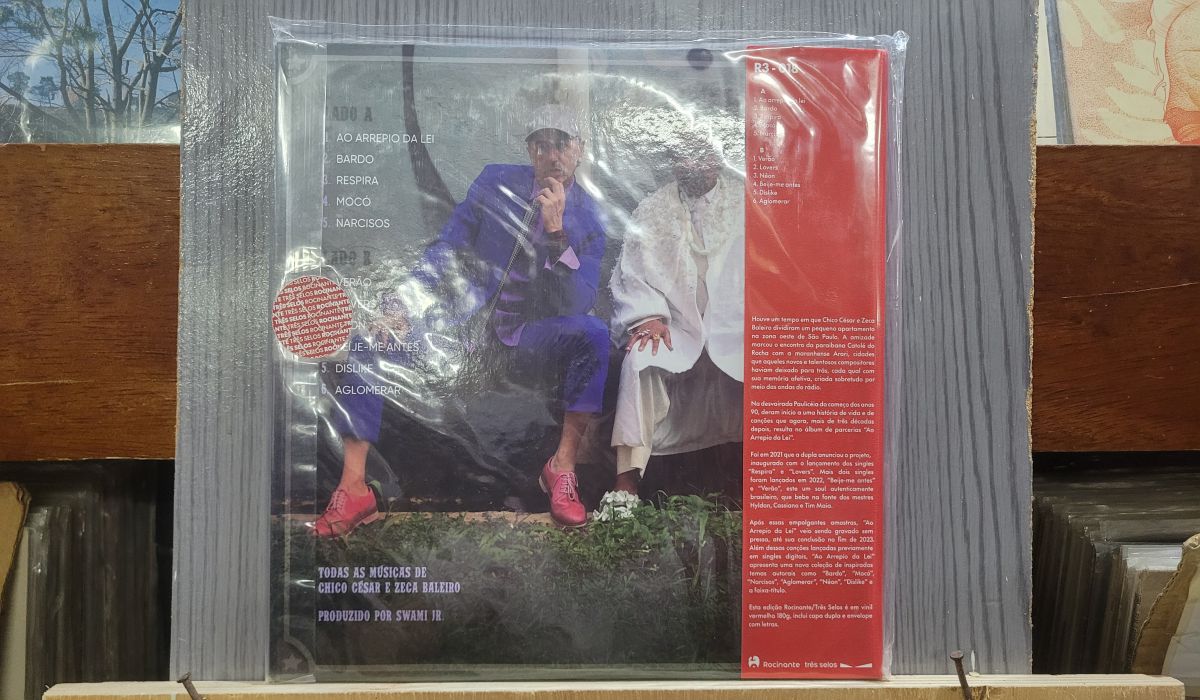 LADO A
1. AO ARREPIO DA LEI
2. BARDO
3. RESPIRA
4. MOCÓ
5. NARCISOS
VERÃO
BEIJE-ME ANTES
5. DISLIKE
6. AGLOMERAR
TRÊS SELOS ROCINANTE
TODAS AS MÚSICAS DE
CHICO CÉSAR E ZECA BALEIRO
PRODUZIDO POR SWAMI JR.
R3 - 018
A
1. Ao arrepio da lei
2. Bardo
3. Respira
4. Mocó
B
1. Verão
2. Lovers
3. Néon
4. Beije-me antes
5. Dislike
6. Aglomerar
Houve um tempo em que Chico César e Zeca
Baleiro dividiram um pequeno apartamento
na zona oeste de São Paulo. A amizade
marcou o encontro da paraibana Catolé do
Rocha com a maranhense Arari, cidades
que aqueles novos e talentosos compositores
haviam deixado para trás, cada qual com
sua memória afetiva, criada sobretudo por
meio das ondas do rádio.
Na desvairada Paulicéia do começo dos anos
90, deram início a uma história de vida e de
canções que agora, mais de três décadas
depois, resulta no álbum de parcerias “Ao
Arrepio da Lei”.
Foi em 2021 que a dupla anunciou o projeto,
inaugurado com o lançamento dos singles
“Respira” e “Lovers”. Mais dois singles
foram lançados em 2022, “Beije-me antes”
e “Verão”, este um soul autenticamente
brasileiro, que bebe na fonte dos mestres
Hyldon, Cassiano e Tim Maia.
Após essas empolgantes amostras, “Ao
Arrepio da Lei” veio sendo gravado sem
pressa, até sua conclusão no fim de 2023.
Além dessas canções lançadas previamente
em singles digitais, “Ao Arrepio da Lei”
apresenta uma nova coleção de inspirados
temas autorais como “Bardo”, “Mocó”,
“Narcisos”, “Aglomerar”, “Néon”, “Dislike” e
a faixa-título.
Esta edição Rocinante/Três Selos é em vinil
vermelho 180g, inclui capa dupla e envelope
com letras.
Rocinante três selos